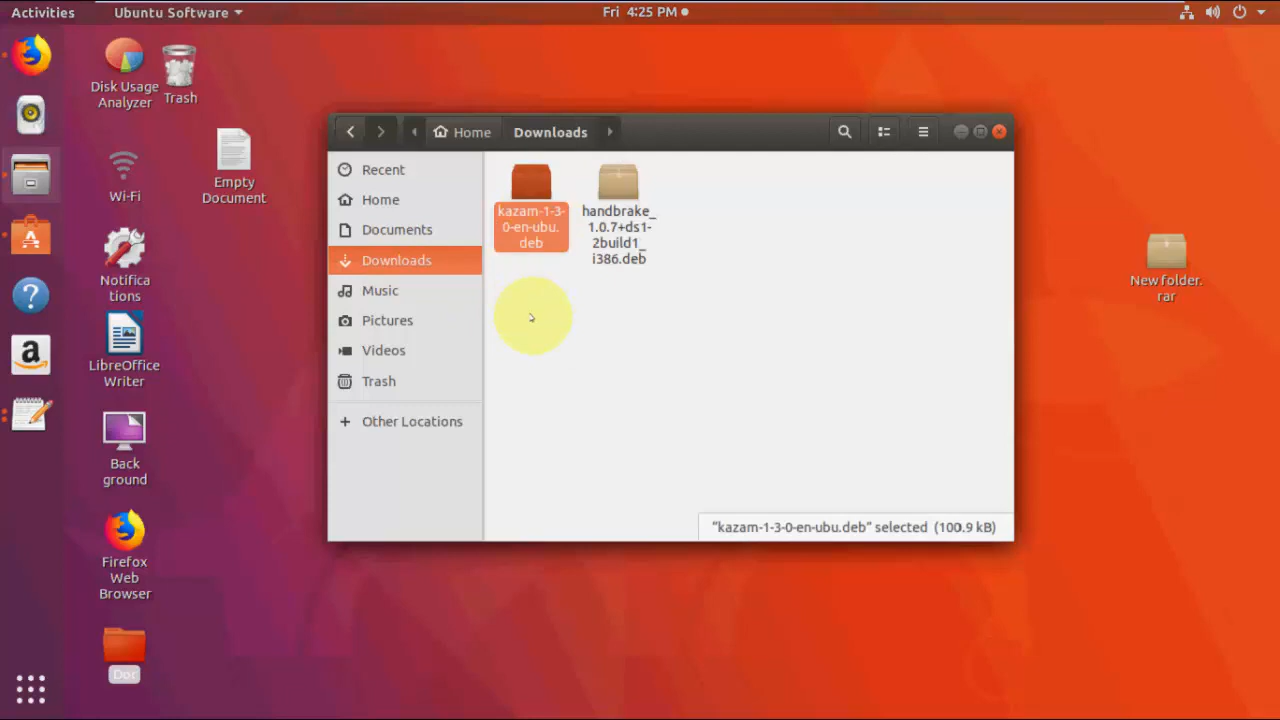 Activities
Ubuntu Software
Fri 4:25 PM
Disk Usage
Analyzer
Trash
Wi-Fi
Empty
Document
Notifica
tions
LibreOffice
Writer
Back
ground
Firefox
Web
Browser
Dor
Home
Downloads
Recent
Home
Documents
Downloads
Music
Pictures
Videos
Trash
+ Other Locations
kazam-1-3-
0-en-ubu.
deb
handbrake_
1.0.7+ds1-
2build1_
i386.deb
"kazam-1-3-0-en-ubu.deb" selected (100.9 kB)
New folder.
rar